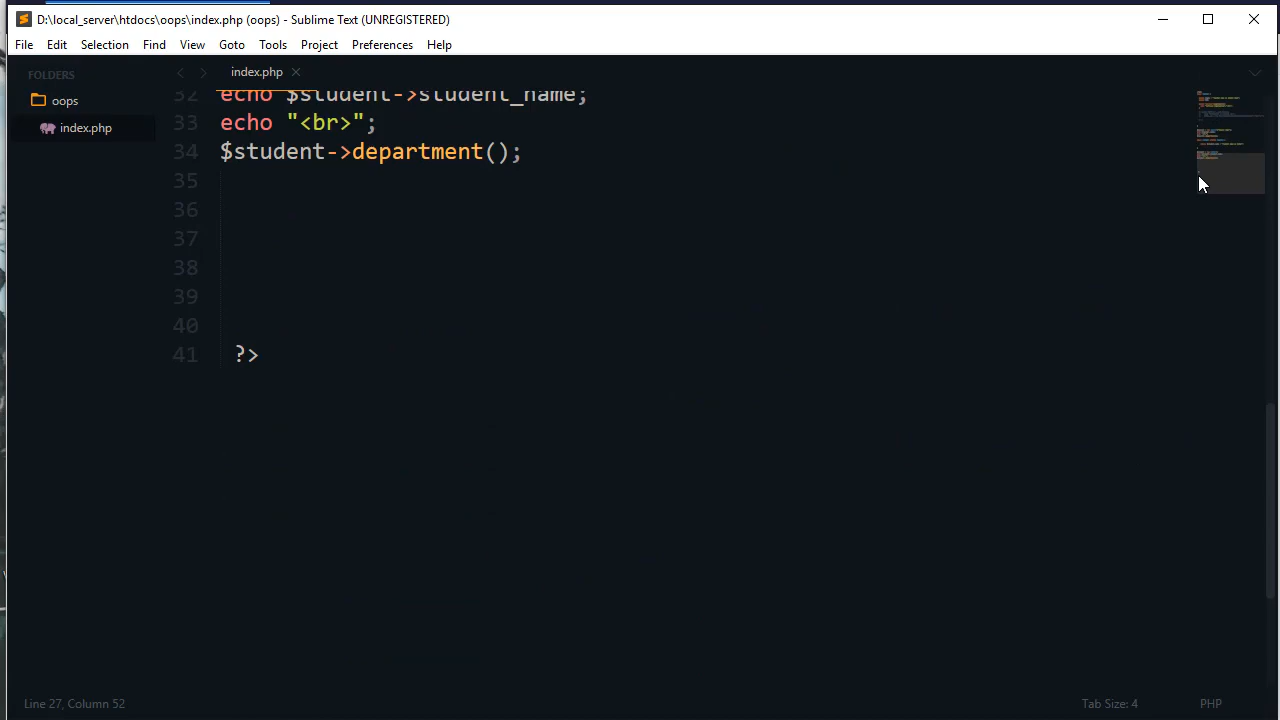 D:\local_server\htdocs\oops\index.php (oops) - Sublime Text (UNREGISTERED)
File Edit Selection Find View Goto Tools Project Preferences Help
FOLDERS
oops
index.php
index.php
32 echo $student->student_name;
33 echo "<br>";
34 $student->department();
35
36
37
38
39
40
41 ?>
Line 27, Column 52
Tab Size: 4
PHP